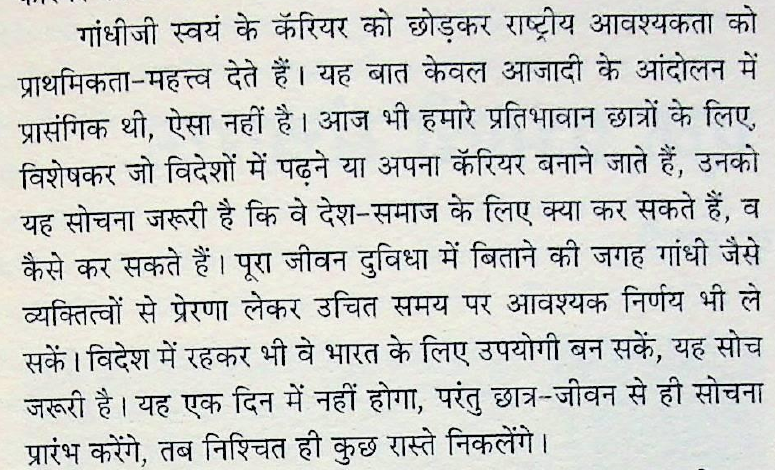 गांधीजी स्वयं के कॅरियर को छोड़कर राष्ट्रीय आवश्यकता को
प्राथमिकता-महत्त्व देते हैं। यह बात केवल आजादी के आंदोलन में
प्रासंगिक थी, ऐसा नहीं है। आज भी हमारे प्रतिभावान छात्रों के लिए,
विशेषकर जो विदेशों में पढ़ने या अपना कॅरियर बनाने जाते हैं, उनको
यह सोचना जरूरी है कि वे देश-समाज के लिए क्या कर सकते हैं, व
कैसे कर सकते हैं। पूरा जीवन दुविधा में बिताने की जगह गांधी जैसे
व्यक्तित्वों से प्रेरणा लेकर उचित समय पर आवश्यक निर्णय भी ले
सकें। विदेश में रहकर भी वे भारत के लिए उपयोगी बन सकें, यह सोच
जरूरी है। यह एक दिन में नहीं होगा, परंतु छात्र-जीवन से ही सोचना
प्रारंभ करेंगे, तब निश्चित ही कुछ रास्ते निकलेंगे।